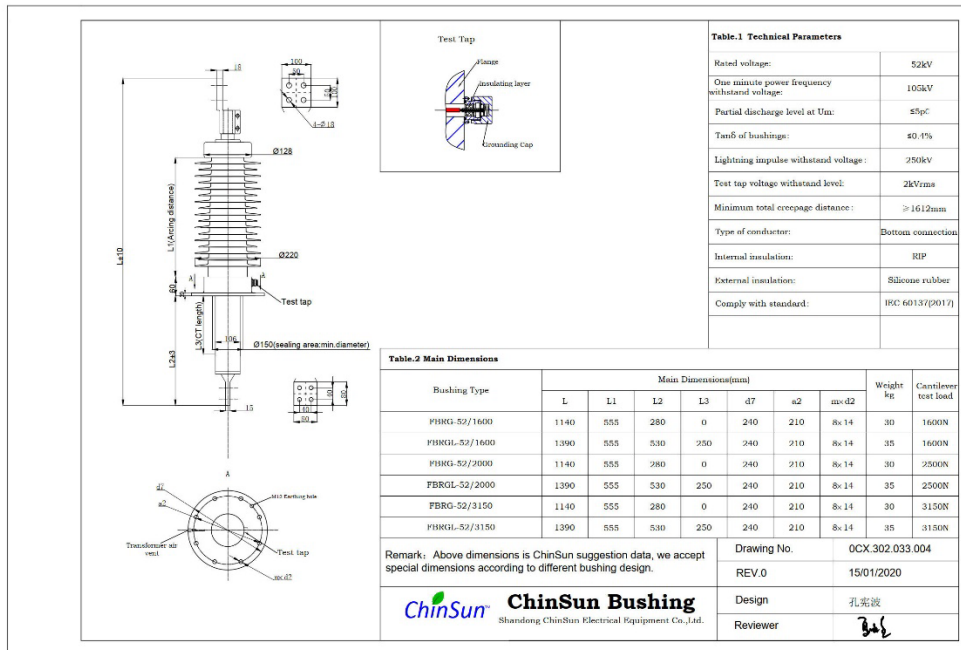 Test Tap
Flange
Insulating layer
Grounding Cap
18
100
50
50
100
4-Ø18
Ø128
L±10
L1(Arcing distance)
Ø220
A
A
60
Test tap
L3(CT length)
106
Ø150(sealing area:min.diameter)
L2±3
15
40
80
40
80
A
d7
a2
M10 Earthing hole
Transformer air
vent
Test tap
m×d2
Table.1 Technical Parameters
Rated voltage: 52kV
One minute power frequency
withstand voltage: 105kV
Partial discharge level at Um: ≤5pC
Tanδ of bushings: ≤0.4%
Lightning impulse withstand voltage: 250kV
Test tap voltage withstand level: 2kVrms
Minimum total creepage distance: ≥1612mm
Type of conductor: Bottom connection
Internal insulation: RIP
External insulation: Silicone rubber
Comply with standard: IEC 60137(2017)
Table.2 Main Dimensions
Bushing Type Main Dimensions(mm) Weight kg Cantilever test load
L L1 L2 L3 d7 a2 m×d2
FBRG-52/1600 1140 555 280 0 240 210 8×14 30 1600N
FBRGL-52/1600 1390 555 530 250 240 210 8×14 35 1600N
FBRG-52/2000 1140 555 280 0 240 210 8×14 30 2500N
FBRGL-52/2000 1390 555 530 250 240 210 8×14 35 2500N
FBRG-52/3150 1140 555 280 0 240 210 8×14 30 3150N
FBRGL-52/3150 1390 555 530 250 240 210 8×14 35 3150N
Remark: Above dimensions is ChinSun suggestion data, we accept
special dimensions according to different bushing design.
Drawing No. 0CX.302.033.004
REV.0 15/01/2020
ChinSun™ ChinSun Bushing
Shandong ChinSun Electrical Equipment Co.,Ltd.
Design 孔宪波
Reviewer